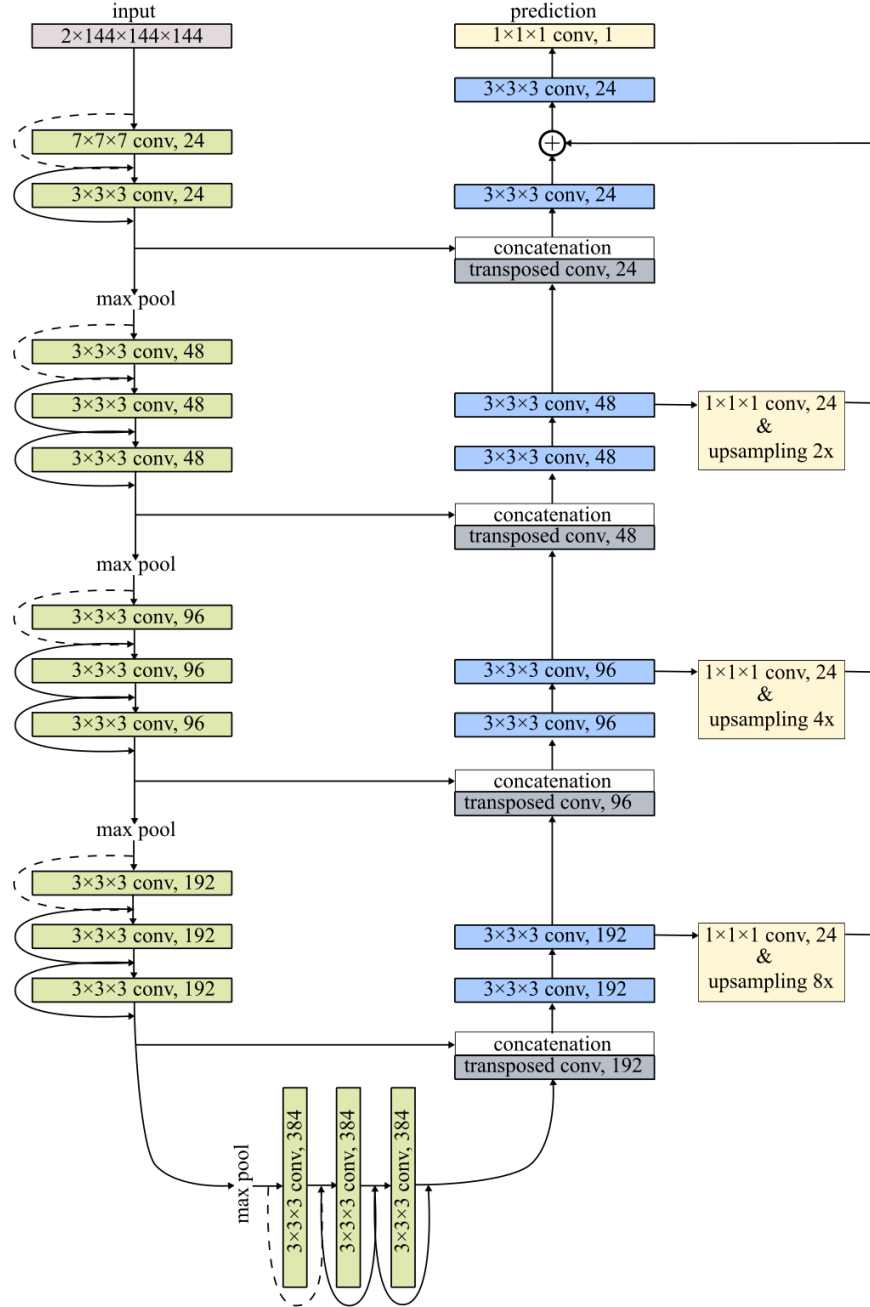 input
2×144×144×144
7×7×7 conv, 24
3×3×3 conv, 24
max pool
3×3×3 conv, 48
3×3×3 conv, 48
3×3×3 conv, 48
max pool
3×3×3 conv, 96
3×3×3 conv, 96
3×3×3 conv, 96
max pool
3×3×3 conv, 192
3×3×3 conv, 192
3×3×3 conv, 192
max pool
3×3×3 conv, 384
3×3×3 conv, 384
3×3×3 conv, 384
prediction
1×1×1 conv, 1
3×3×3 conv, 24
+
3×3×3 conv, 24
concatenation
transposed conv, 24
3×3×3 conv, 48
3×3×3 conv, 48
concatenation
transposed conv, 48
3×3×3 conv, 96
3×3×3 conv, 96
concatenation
transposed conv, 96
3×3×3 conv, 192
3×3×3 conv, 192
concatenation
transposed conv, 192
1×1×1 conv, 24
&
upsampling 2x
1×1×1 conv, 24
&
upsampling 4x
1×1×1 conv, 24
&
upsampling 8x